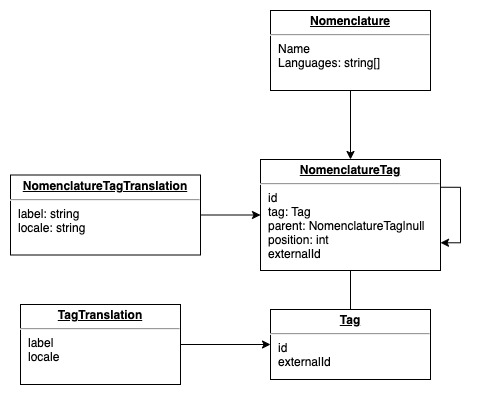 Nomenclature
Name
Languages: string[]
NomenclatureTagTranslation
label: string
locale: string
NomenclatureTag
id
tag: Tag
parent: NomenclatureTag|null
position: int
externalId
TagTranslation
label
locale
Tag
id
externalId